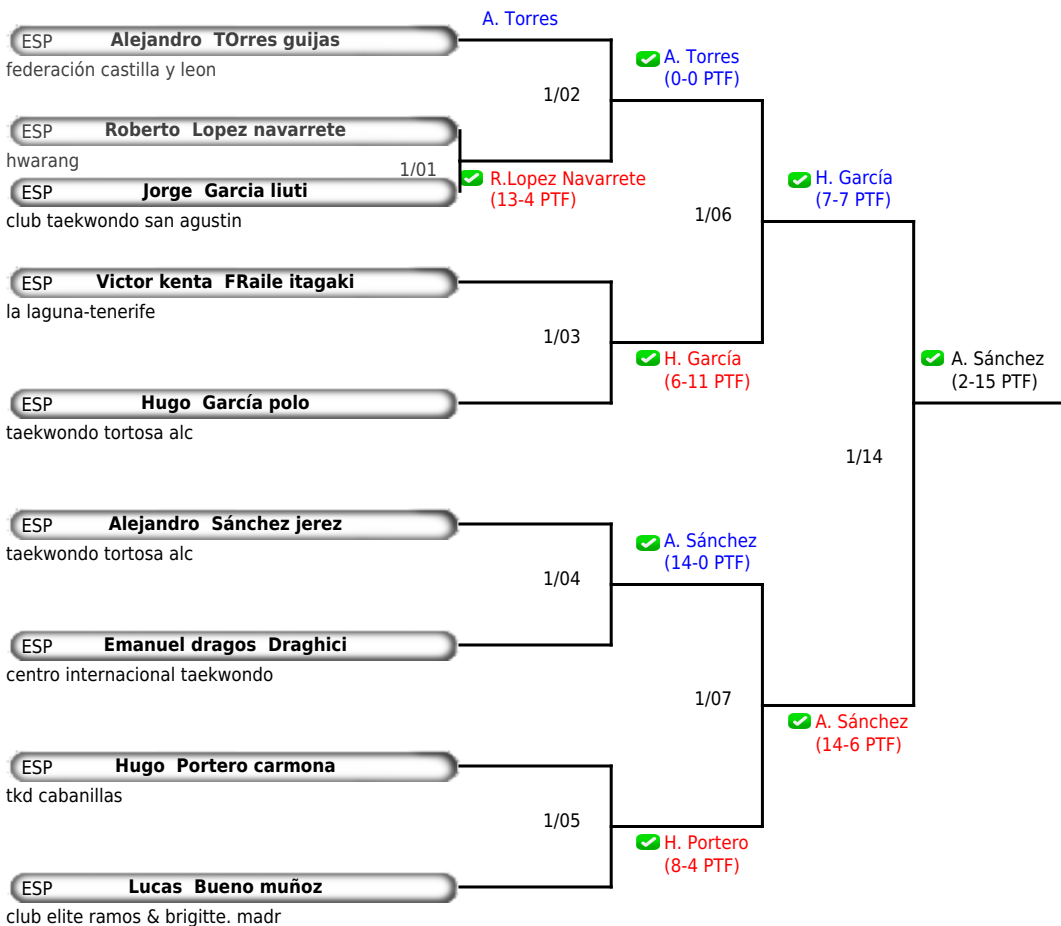 A. Torres
ESP Alejandro TOrres guijas
federación castilla y leon
A. Torres
(0-0 PTF)
1/02
ESP Roberto Lopez navarrete
hwarang
1/01
R.Lopez Navarrete
(13-4 PTF)
ESP Jorge Garcia liuti
club taekwondo san agustin
H. García
(7-7 PTF)
1/06
ESP Victor kenta FRaile itagaki
la laguna-tenerife
1/03
H. García
(6-11 PTF)
A. Sánchez
(2-15 PTF)
ESP Hugo García polo
taekwondo tortosa alc
1/14
ESP Alejandro Sánchez jerez
taekwondo tortosa alc
A. Sánchez
(14-0 PTF)
1/04
ESP Emanuel dragos Draghici
centro internacional taekwondo
1/07
A. Sánchez
(14-6 PTF)
ESP Hugo Portero carmona
tkd cabanillas
1/05
H. Portero
(8-4 PTF)
ESP Lucas Bueno muñoz
club elite ramos & brigitte. madr